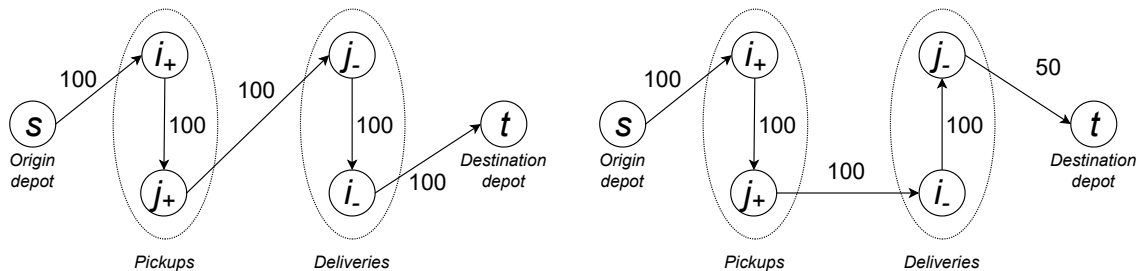 100
i+
100
j+
100
j-
100
i-
100
s
Origin
depot
t
Destination
depot
Pickups
Deliveries
100
i+
100
j+
100
i-
100
j-
50
s
Origin
depot
t
Destination
depot
Pickups
Deliveries